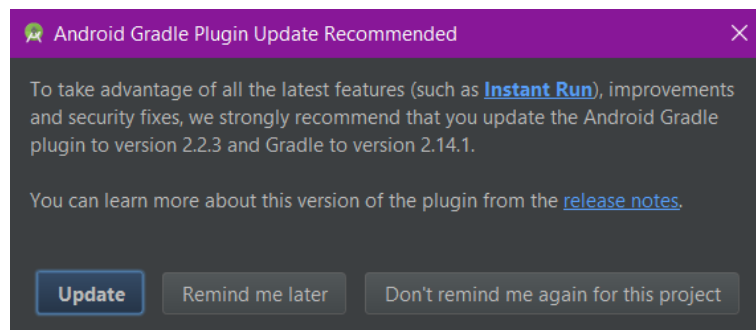 Android Gradle Plugin Update Recommended
To take advantage of all the latest features (such as Instant Run), improvements
and security fixes, we strongly recommend that you update the Android Gradle
plugin to version 2.2.3 and Gradle to version 2.14.1.
You can learn more about this version of the plugin from the release notes.
Update
Remind me later
Don't remind me again for this project